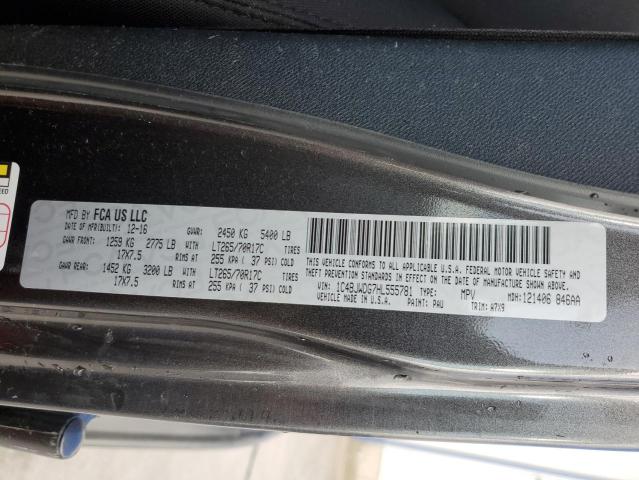 EED
MFD BY FCA US LLC
DATE OF MFR(BUILT): 12-16 GVWR: 2450 KG 5400 LB
GAWR FRONT: 1259 KG 2775 LB WITH LT265/70R17C TIRES
17X7.5 RIMS AT 255 KPA ( 37 PSI) COLD
GAWR REAR: 1452 KG 3200 LB WITH LT265/70R17C TIRES
17X7.5 RIMS AT 255 KPA ( 37 PSI) COLD
THIS VEHICLE CONFORMS TO ALL APPLICABLE U.S.A. FEDERAL MOTOR VEHICLE SAFETY, BUMPER AND
THEFT PREVENTION STANDARDS IN EFFECT ON THE DATE OF MANUFACTURE SHOWN ABOVE.
VIN: 1C4BJWDG7HL555781 TYPE: MPV MDH: 121406 846AA
VEHICLE MADE IN U.S.A. PAINT: PAU TRIM: A7X9